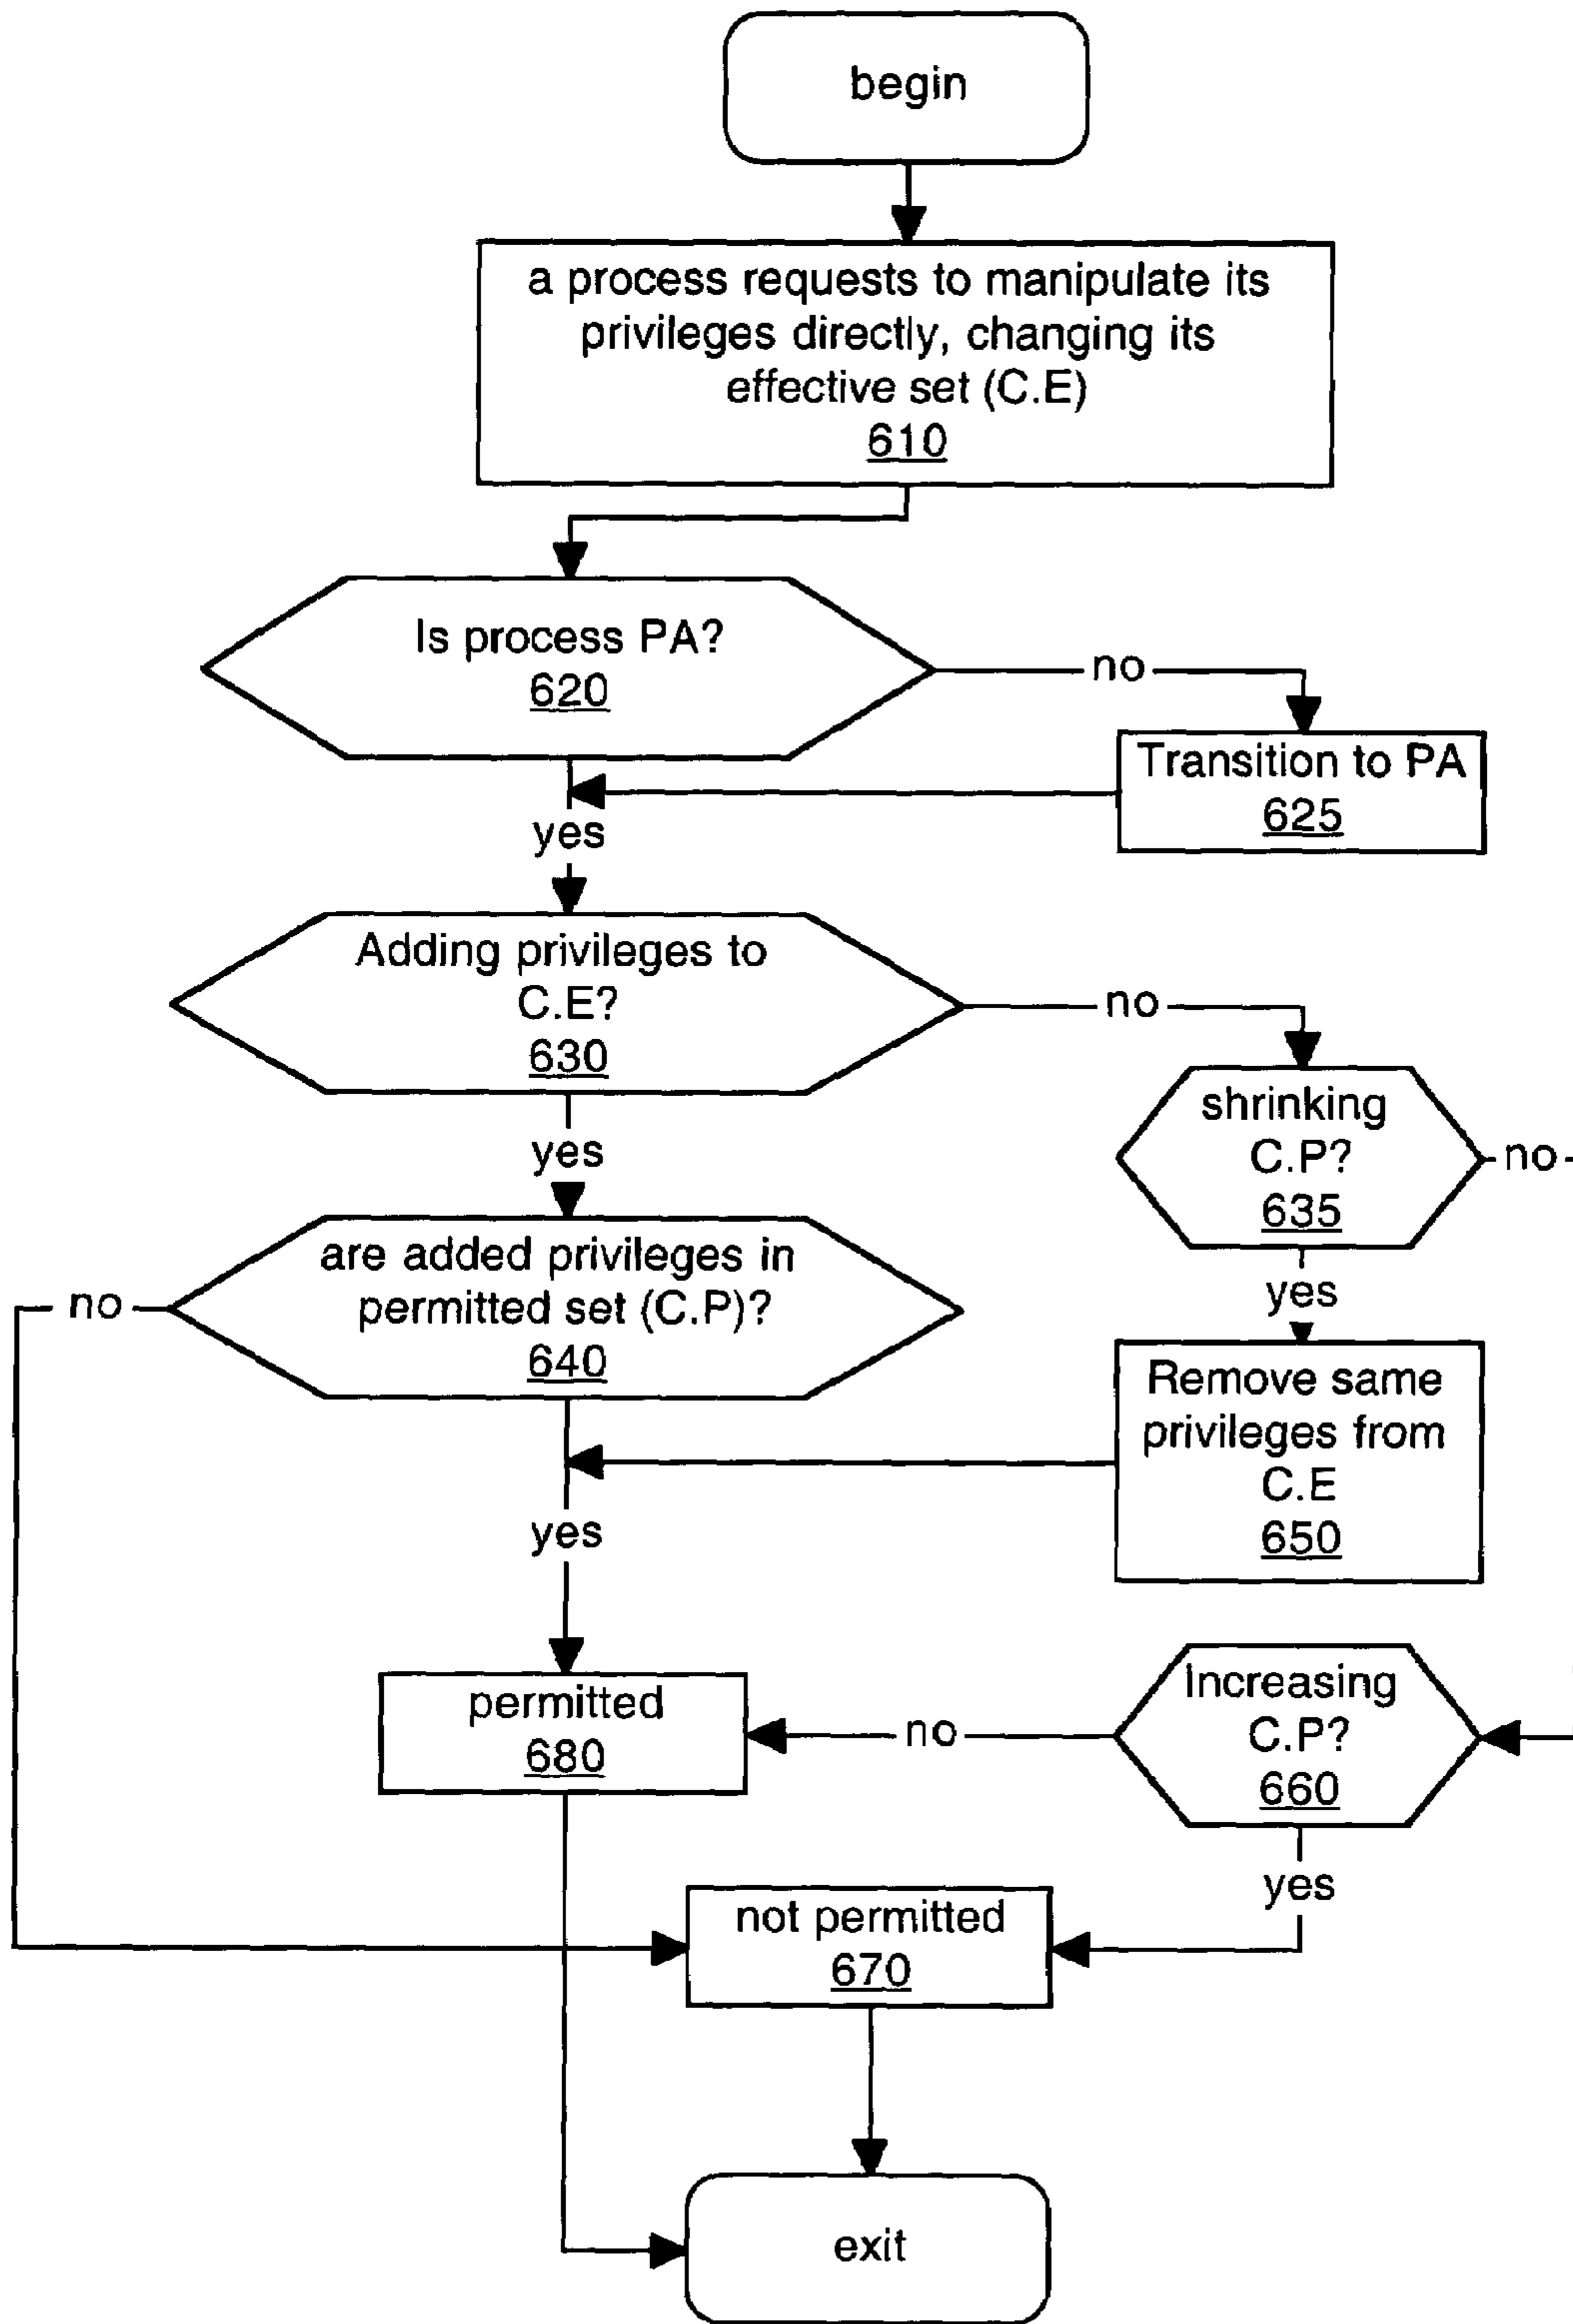 begin
a process requests to manipulate its
privileges directly, changing its
effective set (C.E)
610
Is process PA?
620
no
Transition to PA
625
yes
Adding privileges to
C.E?
630
no
shrinking
C.P?
635
no
yes
yes
are added privileges in
permitted set (C.P)?
640
no
Remove same
privileges from
C.E
650
yes
permitted
680
no
Increasing
C.P?
660
yes
not permitted
670
exit